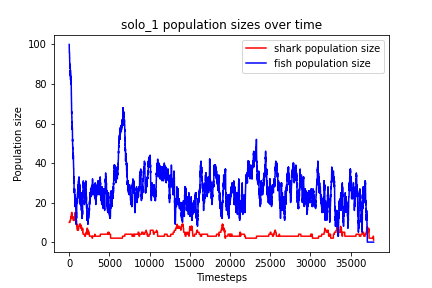 solo_1 population sizes over time
shark population size
fish population size
Population size
100
80
60
40
20
0
0 5000 10000 15000 20000 25000 30000 35000
Timesteps